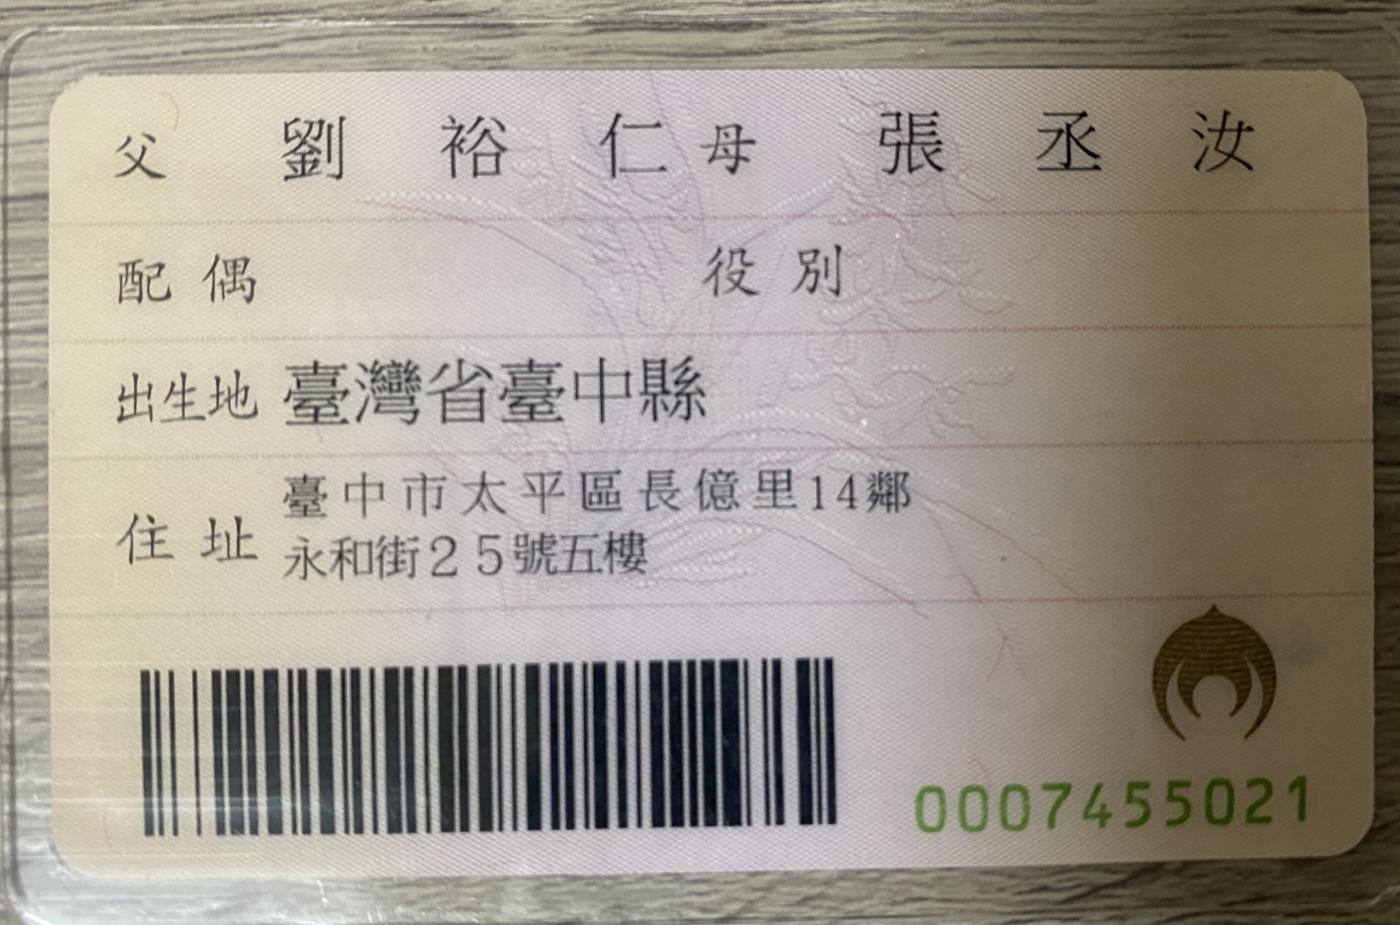 父 劉裕仁 母 張丞汝
配偶 役別
出生地 臺灣省臺中縣
住址 臺中市太平區長億里14鄰
永和街25號五樓
0007455021